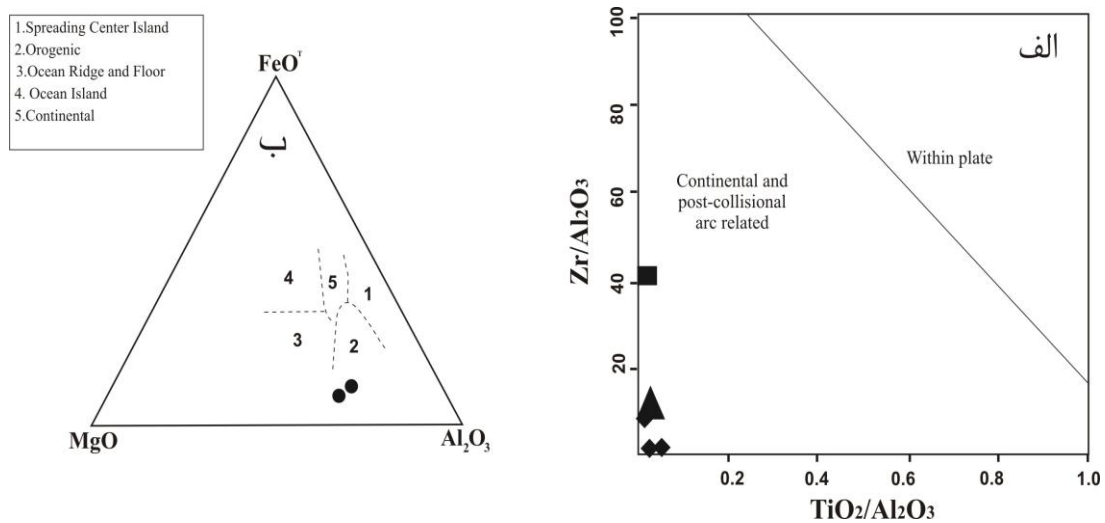 1.Spreading Center Island
2.Orogenic
3.Ocean Ridge and Floor
4. Ocean Island
5.Continental
FeOᵀ
ب
4
5
1
3
2
MgO
Al₂O₃
100
80
60
40
20
Zr/Al₂O₃
الف
Within plate
Continental and
post-collisional
arc related
0.2
0.4
0.6
0.8
1.0
TiO₂/Al₂O₃